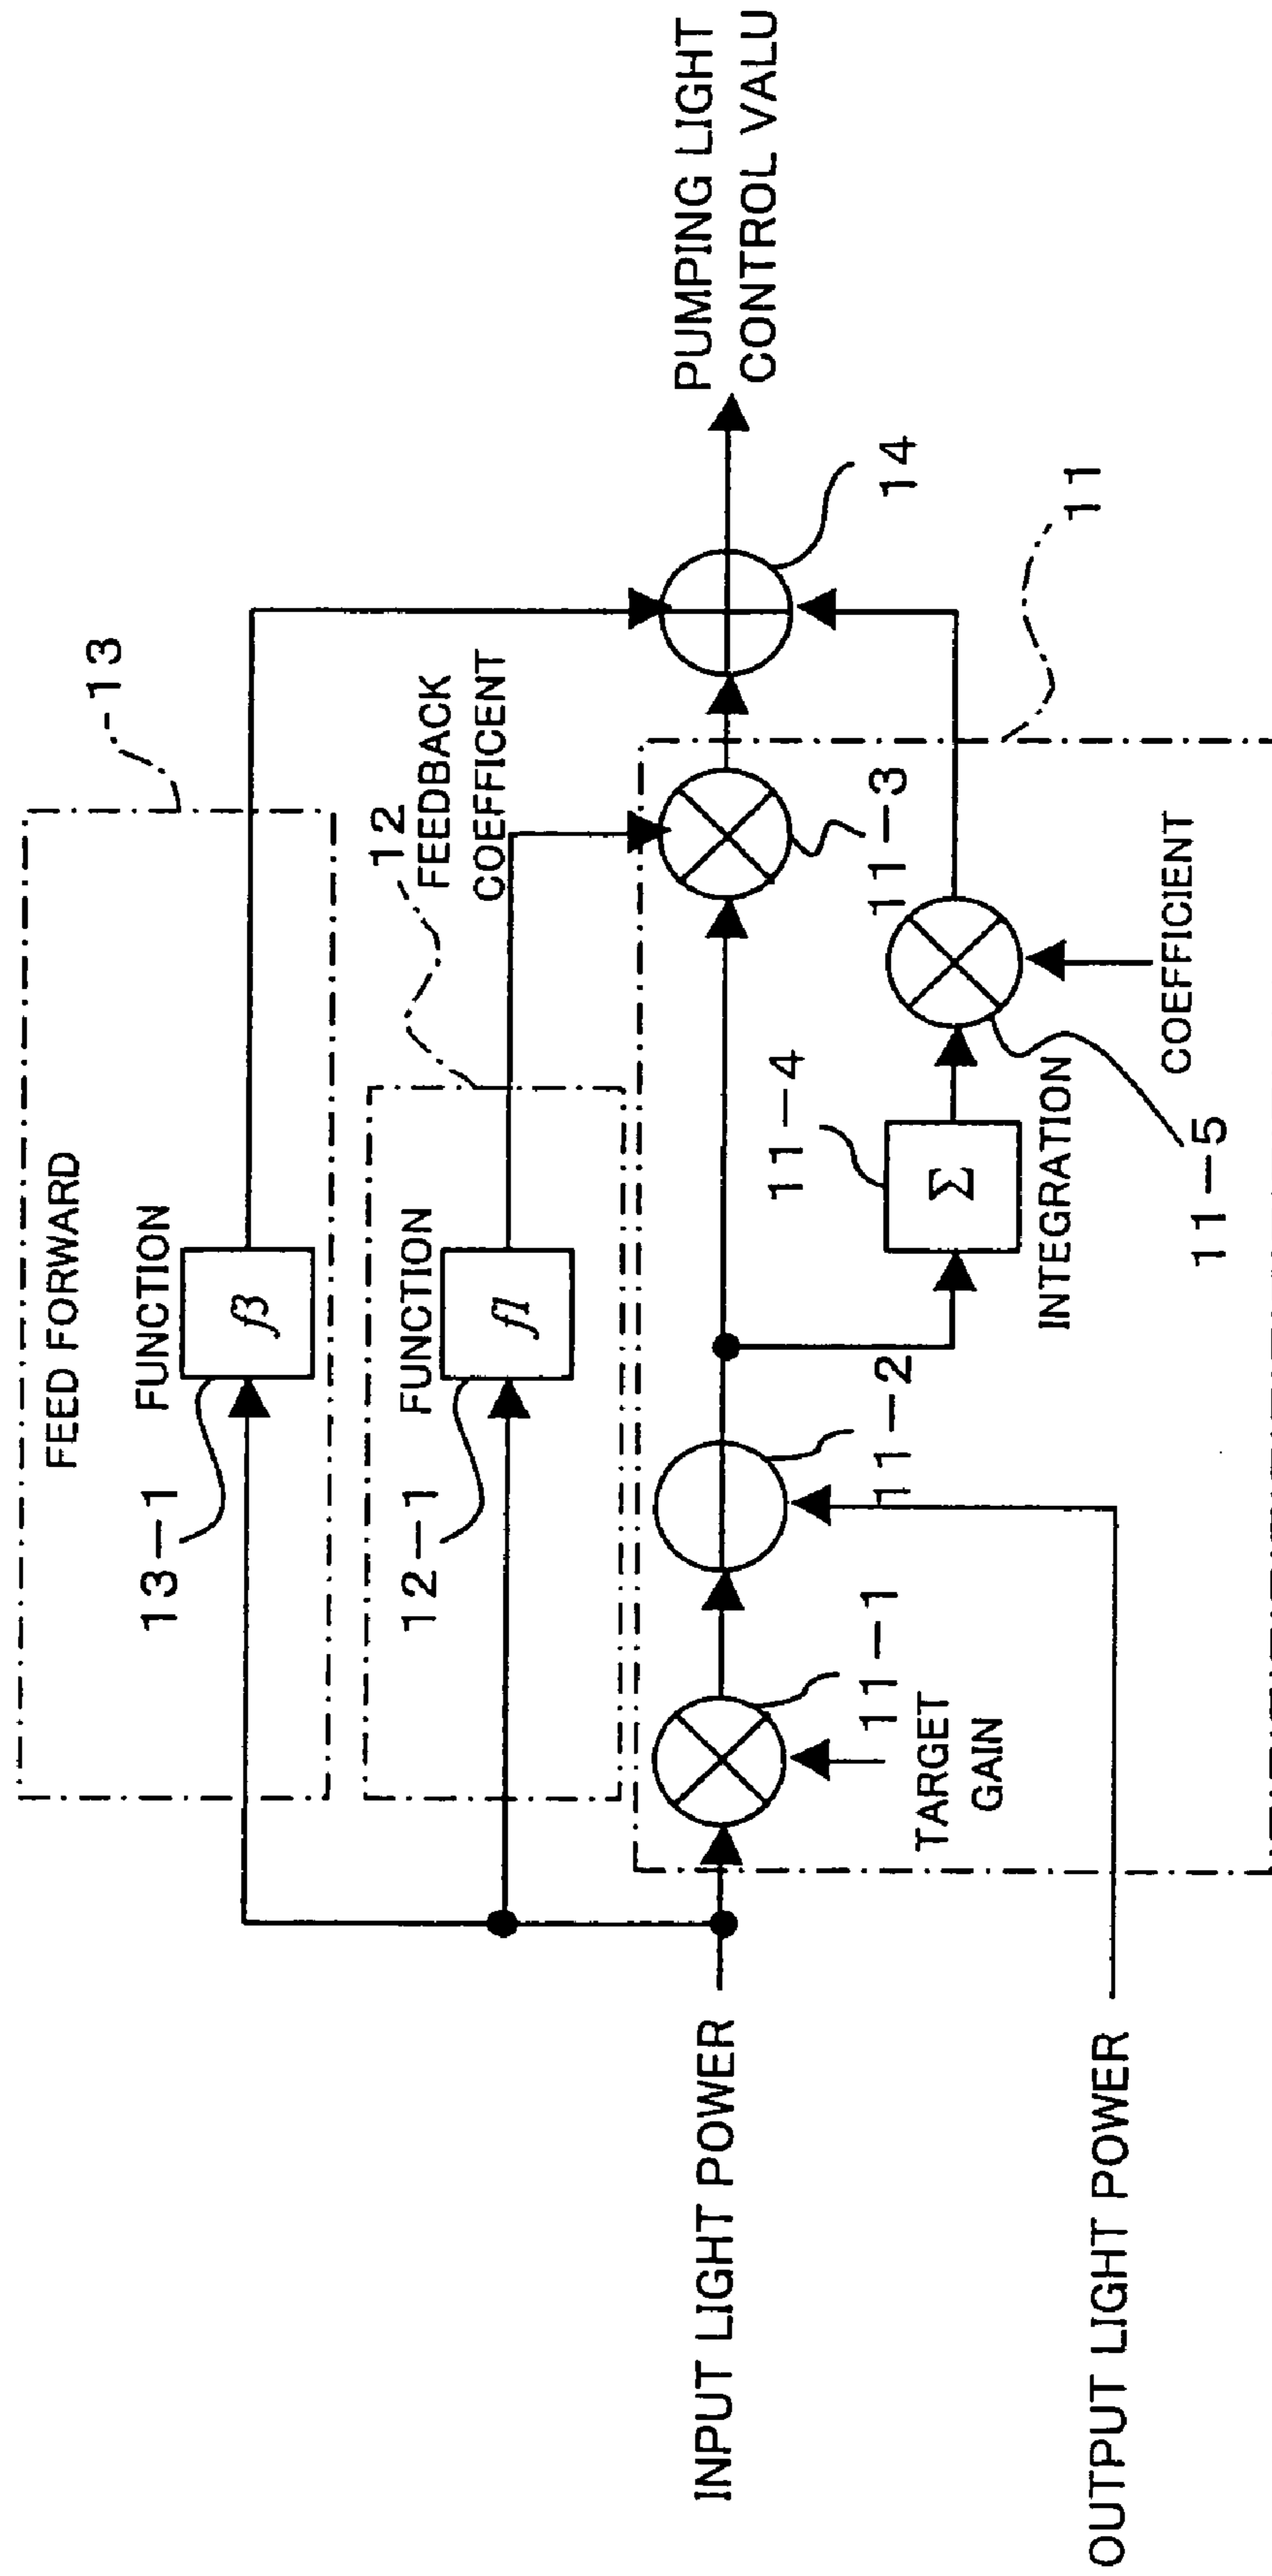 FEED FORWARD
13
13-1
FUNCTION
f3
12
FEEDBACK
COEFFICENT
12-1
FUNCTION
f1
INPUT LIGHT POWER
11-1
TARGET
GAIN
11-2
11-3
14
PUMPING LIGHT
CONTROL VALU
11-4
Σ
INTEGRATION
11-5
COEFFICIENT
11
OUTPUT LIGHT POWER